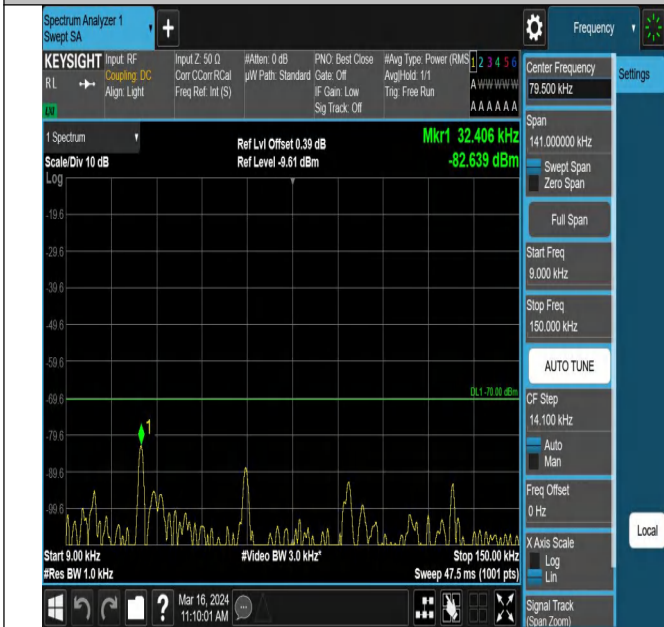 Spectrum Analyzer 1
Swept SA
+
Frequency
KEYSIGHT
RL
LXI
Input: RF
Coupling: DC
Align: Light
Input Z: 50 Ω
Corr CCorr RCal
Freq Ref: Int (S)
#Atten: 0 dB
µW Path: Standard
PNO: Best Close
Gate: Off
IF Gain: Low
Sig Track: Off
#Avg Type: Power (RMS
Avg|Hold: 1/1
Trig: Free Run
1 2 3 4 5 6
A W W W W W
A A A A A A
1 Spectrum
Scale/Div 10 dB
Ref Lvl Offset 0.39 dB
Ref Level -9.61 dBm
Mkr1 32.406 kHz
-82.639 dBm
Log
-19.6
-29.6
-39.6
-49.6
-59.6
-69.6
-79.6
-89.6
-99.6
DL1 -70.00 dBm
1
Start 9.00 kHz
#Res BW 1.0 kHz
#Video BW 3.0 kHz*
Stop 150.00 kHz
Sweep 47.5 ms (1001 pts)
Center Frequency
79.500 kHz
Settings
Span
141.000000 kHz
Swept Span
Zero Span
Full Span
Start Freq
9.000 kHz
Stop Freq
150.000 kHz
AUTO TUNE
CF Step
14.100 kHz
Auto
Man
Freq Offset
0 Hz
X Axis Scale
Log
Lin
Local
Signal Track
(Span Zoom)
?
Mar 16, 2024
11:10:01 AM